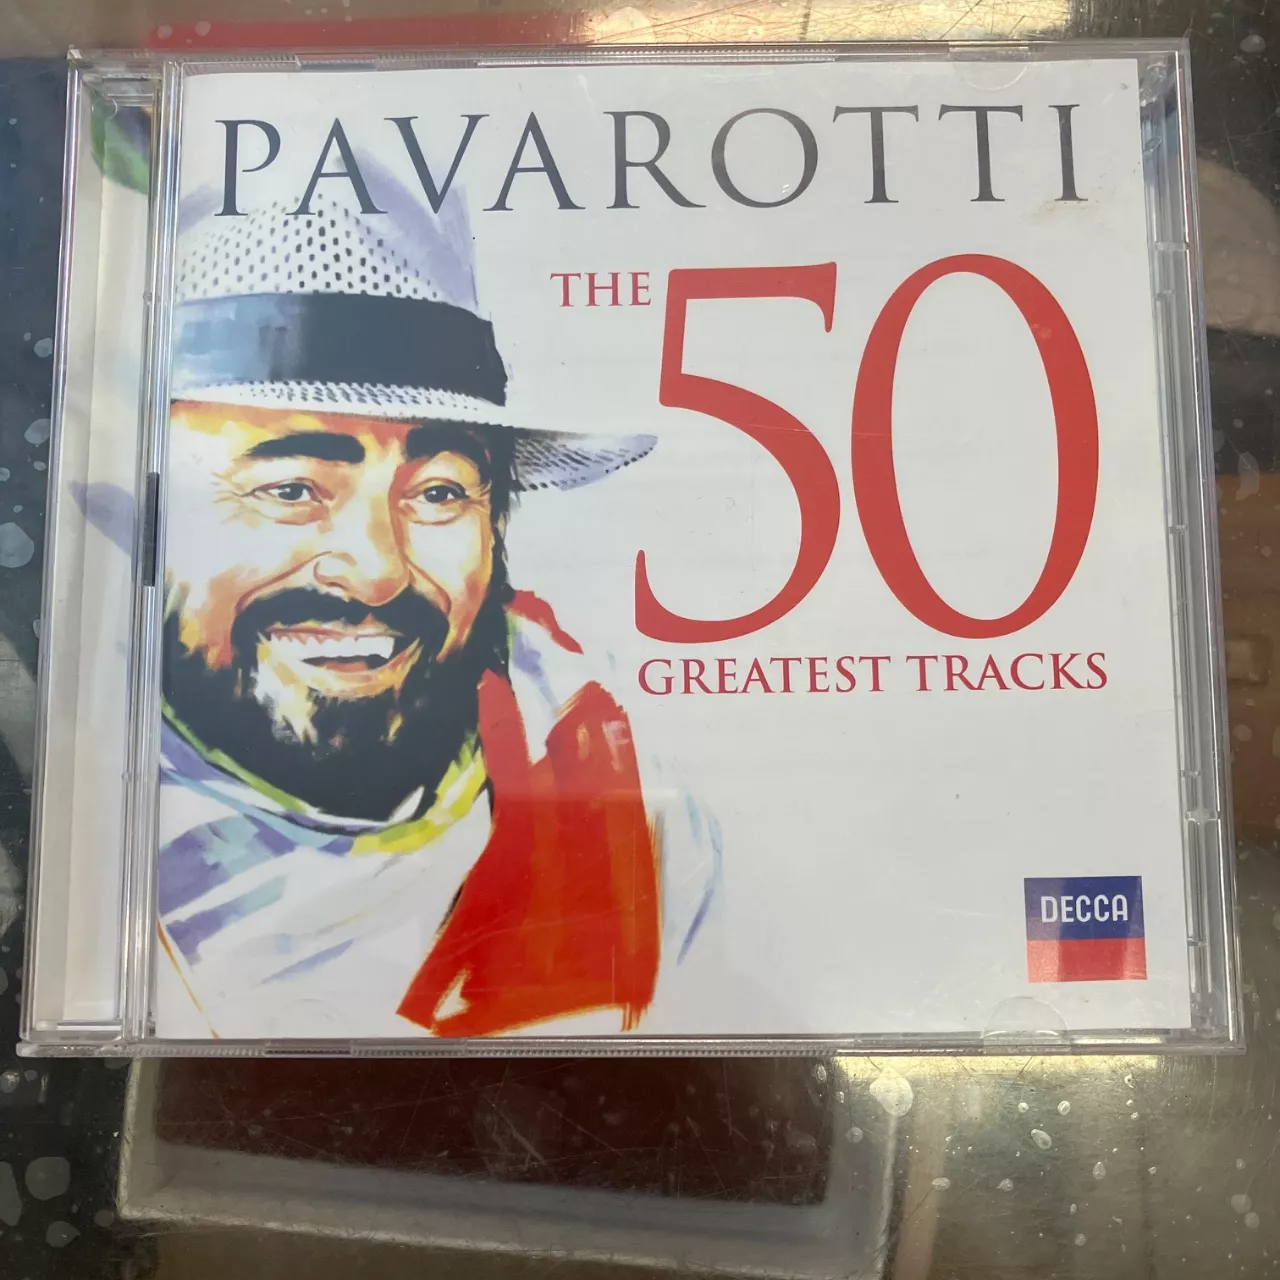 PAVAROTTI
THE 50
GREATEST TRACKS
DECCA